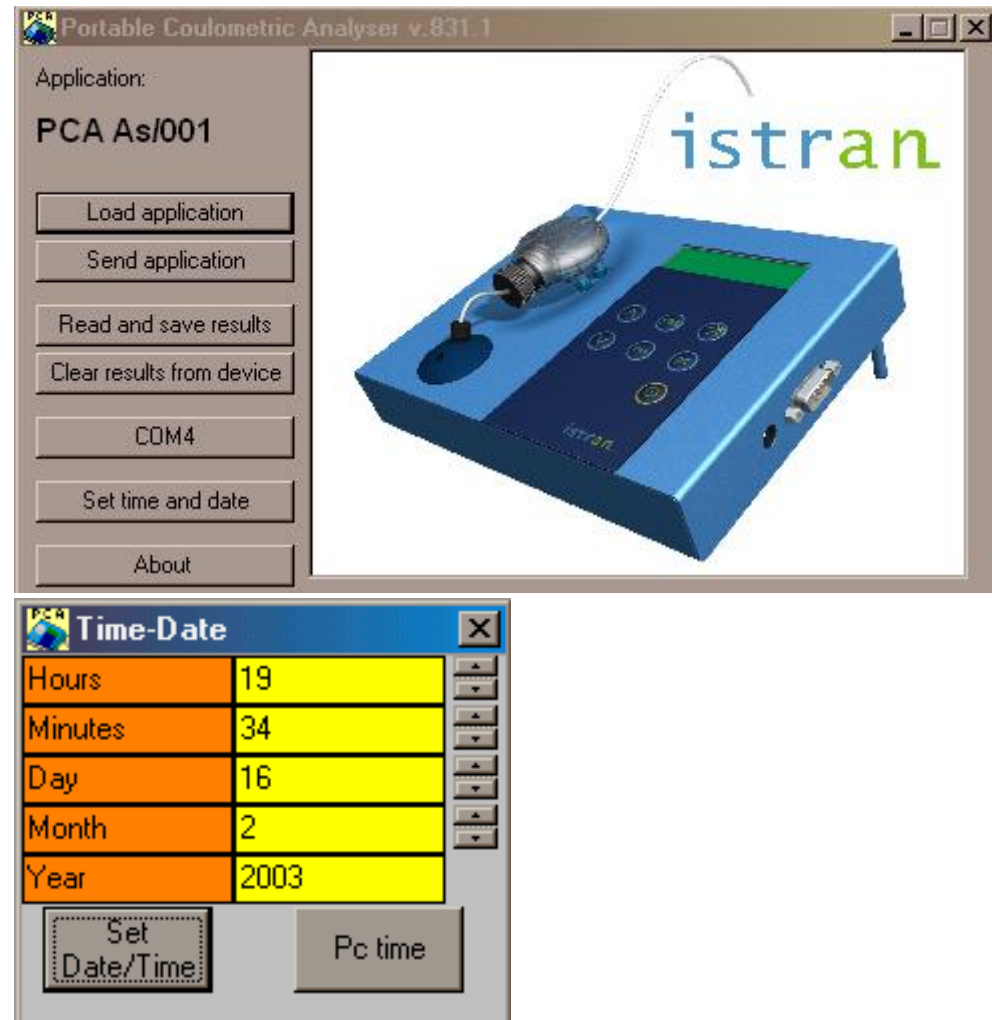 Portable Coulometric Analyser v.831.1
Application:
PCA As/001
Load application
Send application
Read and save results
Clear results from device
COM4
Set time and date
About
istran
istran
PCA
Time-Date
Hours 19
Minutes 34
Day 16
Month 2
Year 2003
Set
Date/Time
Pc time